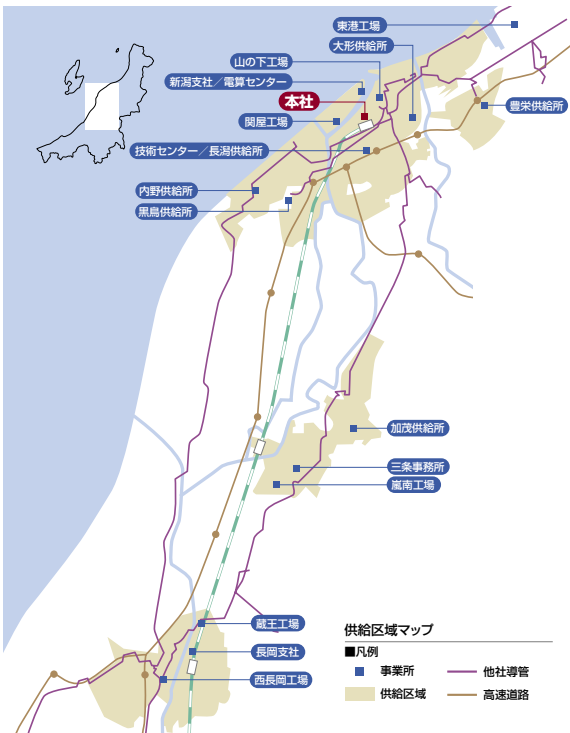 東港工場
大形供給所
山の下工場
新潟支社／電算センター
本社
豊栄供給所
関屋工場
技術センター／長潟供給所
内野供給所
黒鳥供給所
加茂供給所
三条事務所
嵐南工場
蔵王工場
長岡支社
西長岡工場
供給区域マップ
■凡例
事業所
他社導管
供給区域
高速道路